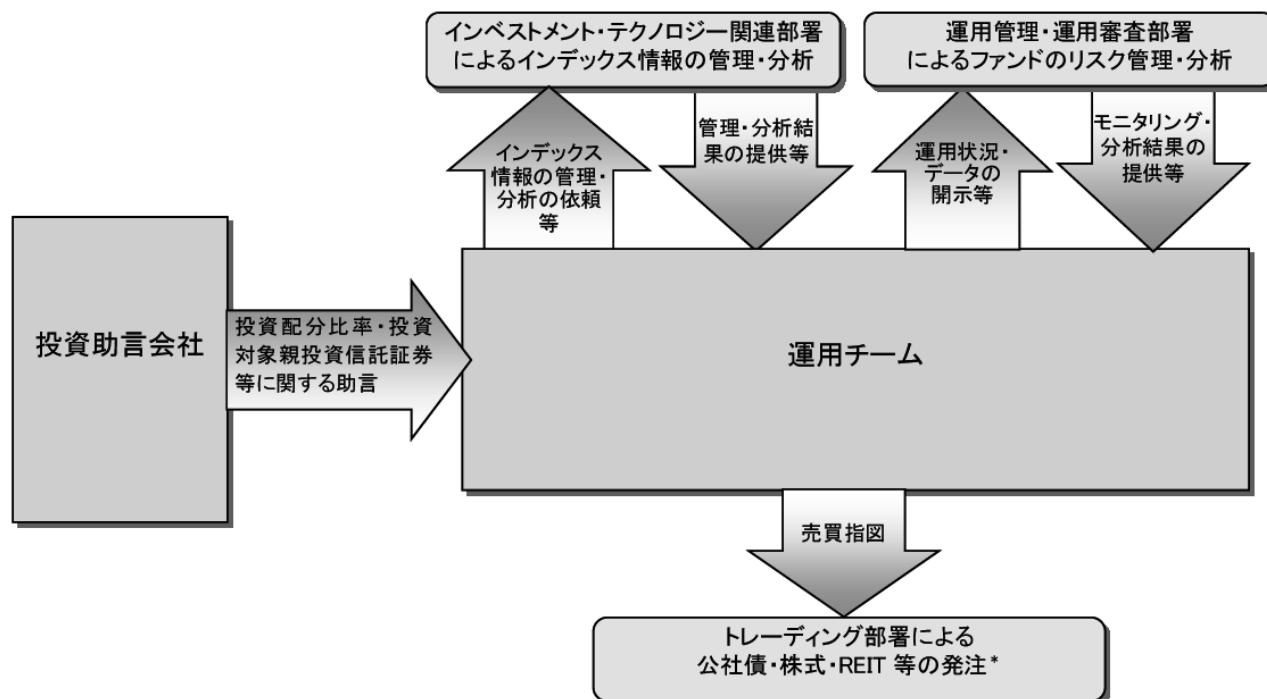 インベストメント・テクノロジー関連部署
によるインデックス情報の管理・分析
運用管理・運用審査部署
によるファンドのリスク管理・分析
インデックス
情報の管理・
分析の依頼
等
管理・分析結
果の提供等
運用状況・
データの
開示等
モニタリング・
分析結果の
提供等
投資助言会社
投資配分比率・投資
対象親投資信託証券
等に関する助言
運用チーム
売買指図
トレーディング部署による
公社債・株式・REIT 等の発注*